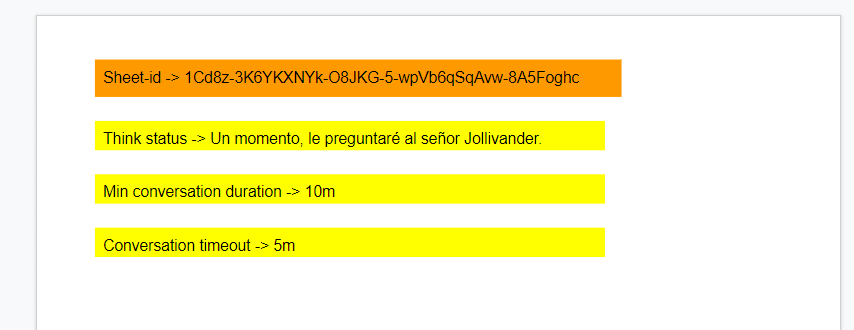 Sheet-id -> 1Cd8z-3K6YKXNYk-O8JKG-5-wpVb6qSqAvw-8A5Foghc
Think status -> Un momento, le preguntaré al señor Jollivander.
Min conversation duration -> 10m
Conversation timeout -> 5m